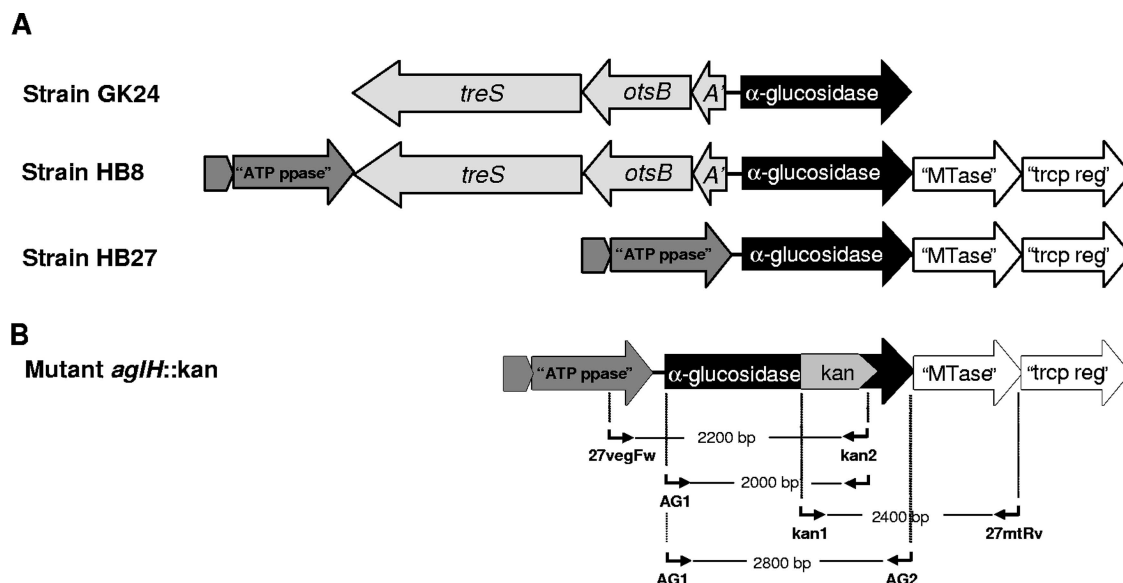 A
Strain GK24 treS otsB A' α-glucosidase
Strain HB8 "ATP ppase" treS otsB A' α-glucosidase "MTase" "trcp reg"
Strain HB27 "ATP ppase" α-glucosidase "MTase" "trcp reg"
B
Mutant aglH::kan "ATP ppase" α-glucosidase kan "MTase" "trcp reg"
2200 bp
27vegFw kan2
2000 bp
AG1
2400 bp
kan1 27mtRv
2800 bp
AG1 AG2